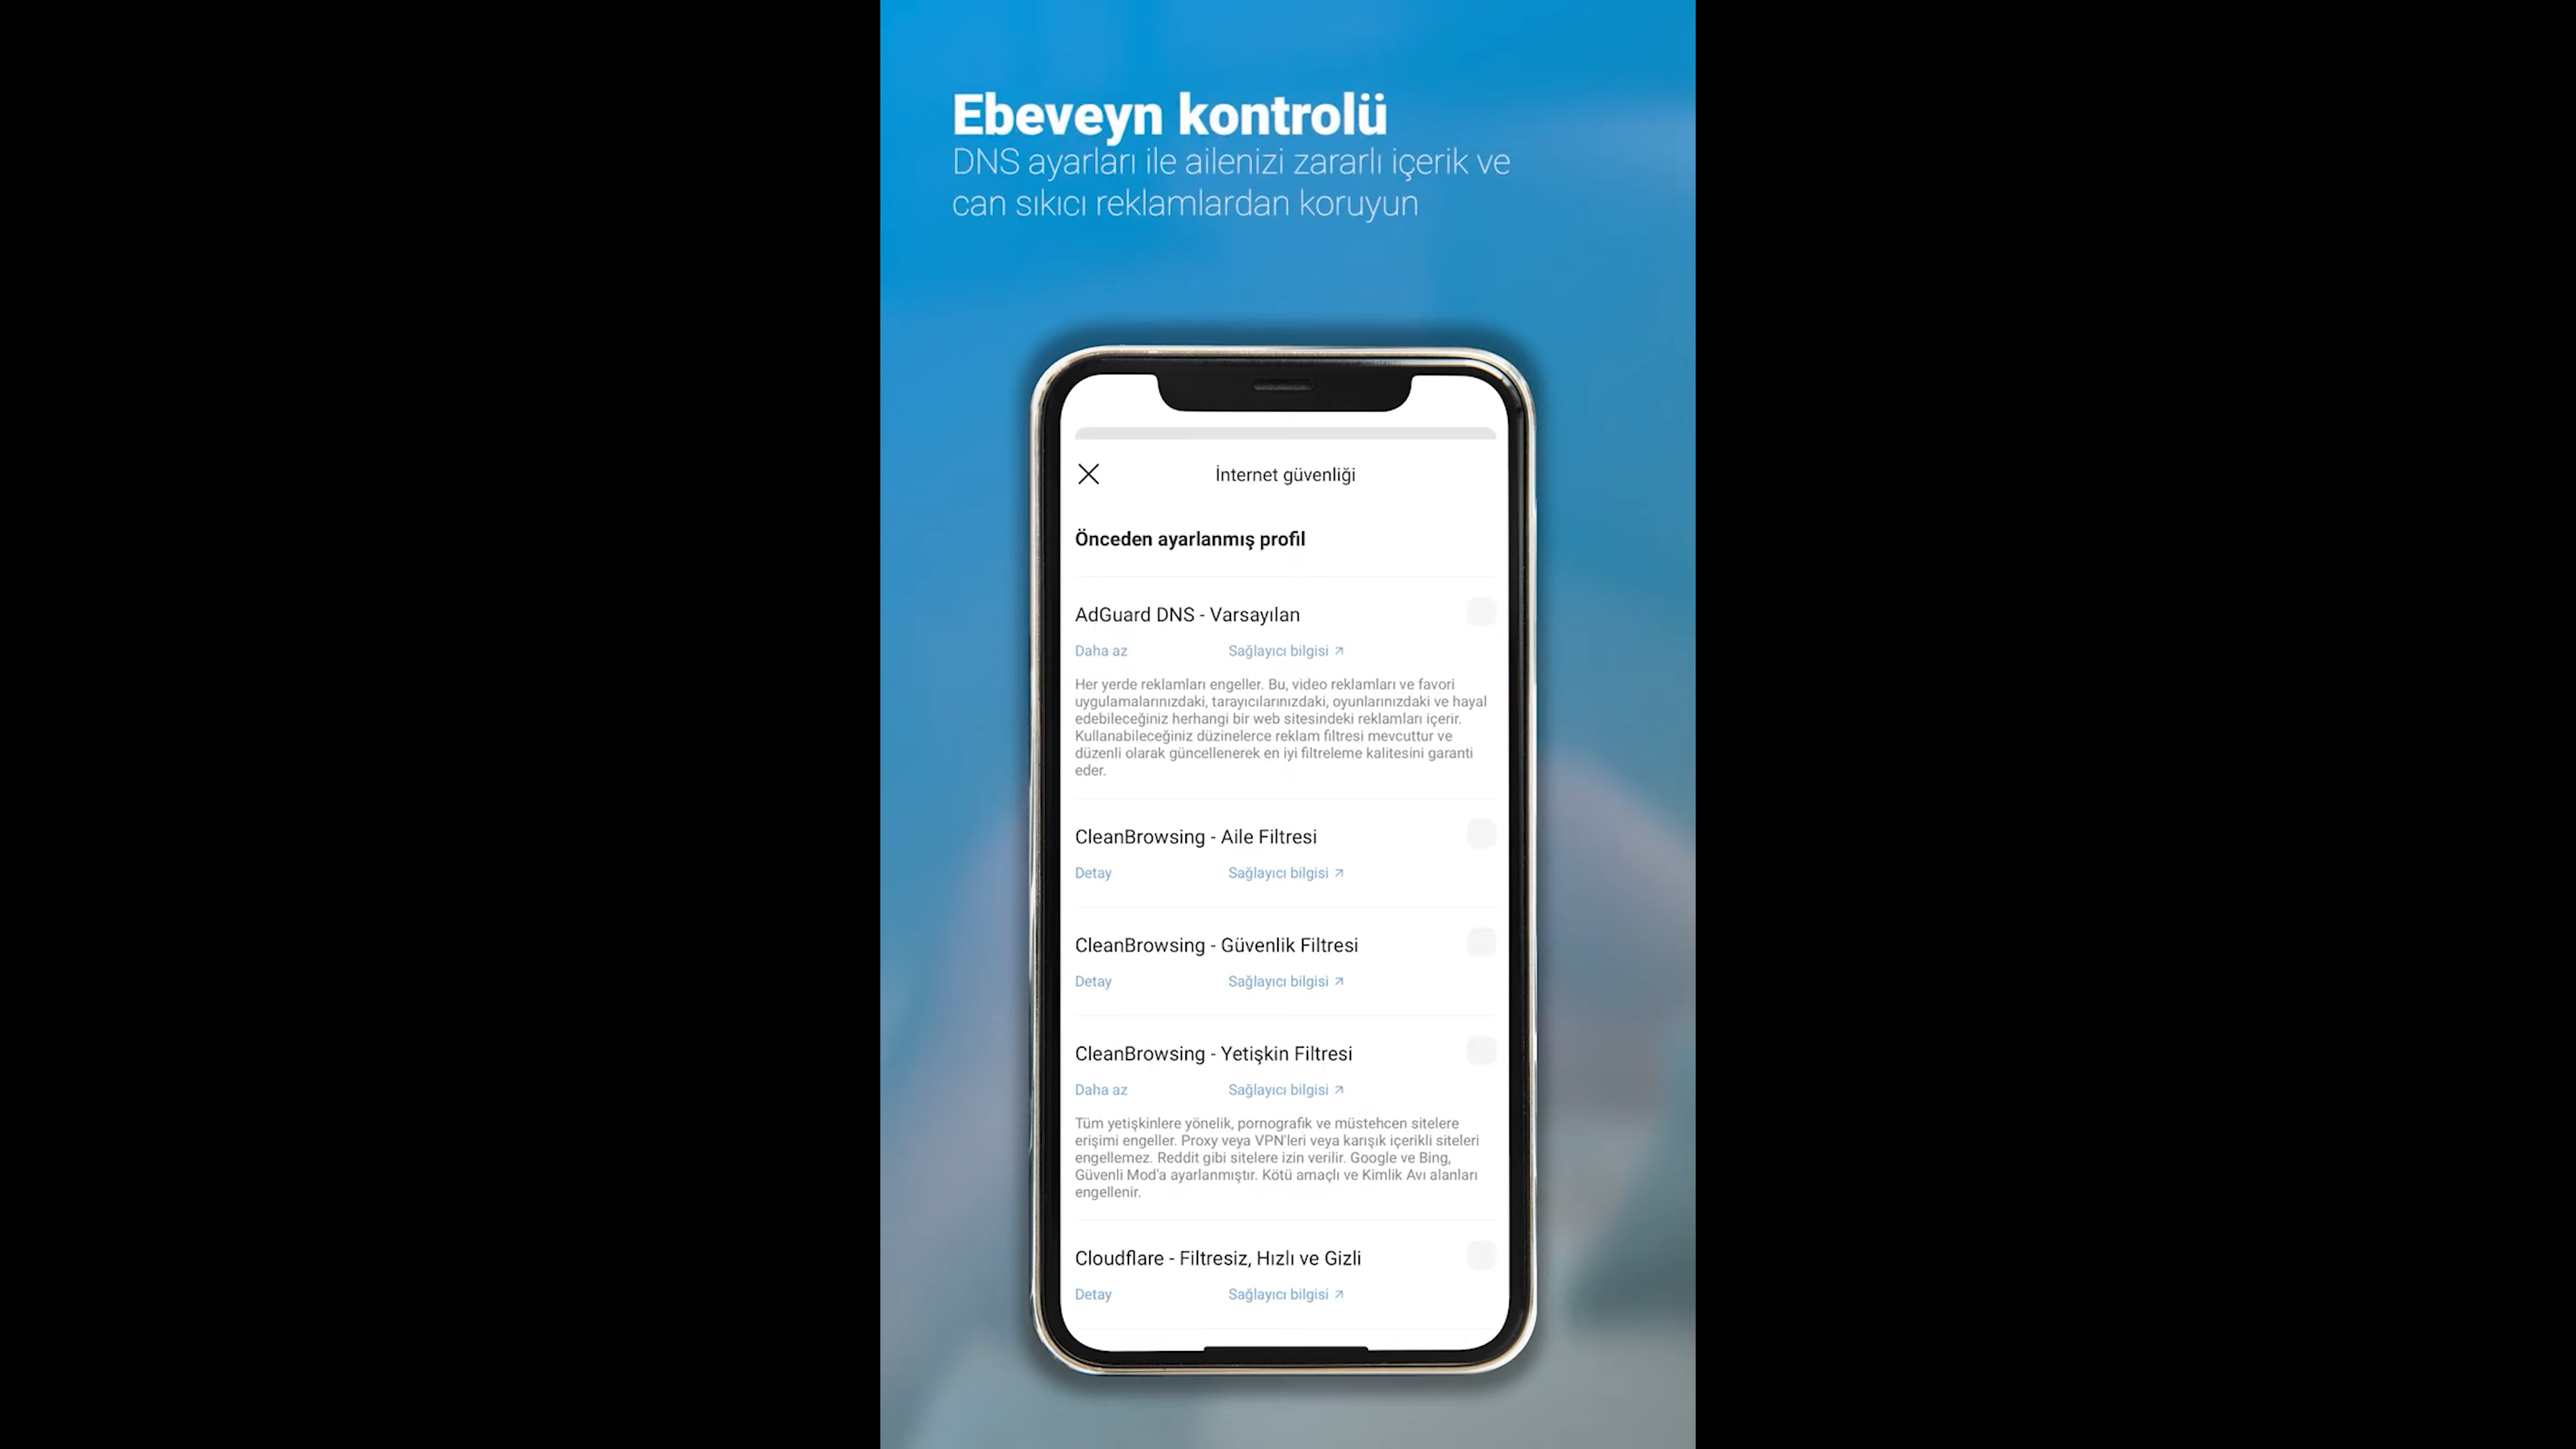 Ebeveyn kontrolü
DNS ayarları ile ailenizi zararlı içerik ve
can sıkıcı reklamlardan koruyun
İnternet güvenliği
Önceden ayarlanmış profil
AdGuard DNS - Varsayılan
Daha az Sağlayıcı bilgisi
Her yerde reklamları engeller. Bu, video reklamları ve favori
uygulamalarınızdaki, tarayıcılarınızdaki, oyunlarınızdaki ve hayal
edebileceğiniz herhangi bir web sitesindeki reklamları içerir.
Kullanabileceğiniz düzinelerce reklam filtresi mevcuttur ve
düzenli olarak güncellenerek en iyi filtreleme kalitesini garanti
eder.
CleanBrowsing - Aile Filtresi
Detay Sağlayıcı bilgisi
CleanBrowsing - Güvenlik Filtresi
Detay Sağlayıcı bilgisi
CleanBrowsing - Yetişkin Filtresi
Daha az Sağlayıcı bilgisi
Tüm yetişkinlere yönelik, pornografik ve müstehcen sitelere
erişimi engeller. Proxy veya VPN'leri veya karışık içerikli siteleri
engellemez. Reddit gibi sitelere izin verilir. Google ve Bing,
Güvenli Mod'a ayarlanmıştır. Kötü amaçlı ve Kimlik Avı alanları
engellenir.
Cloudflare - Filtresiz, Hızlı ve Gizli
Detay Sağlayıcı bilgisi